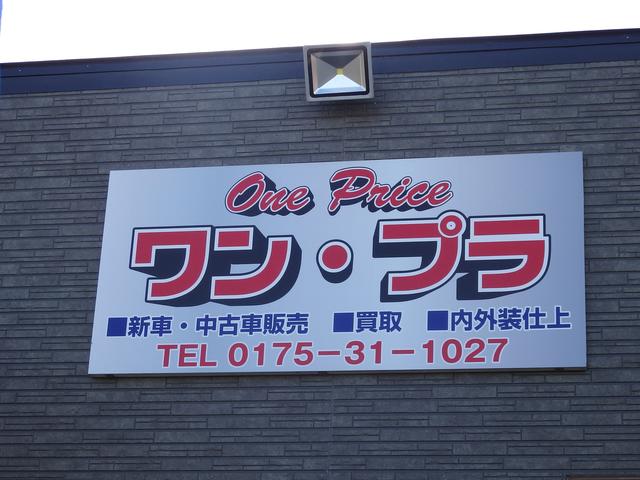 One Price
ワン・プラ
■新車・中古車販売 ■買取 ■内外装仕上
TEL 0175-31-1027